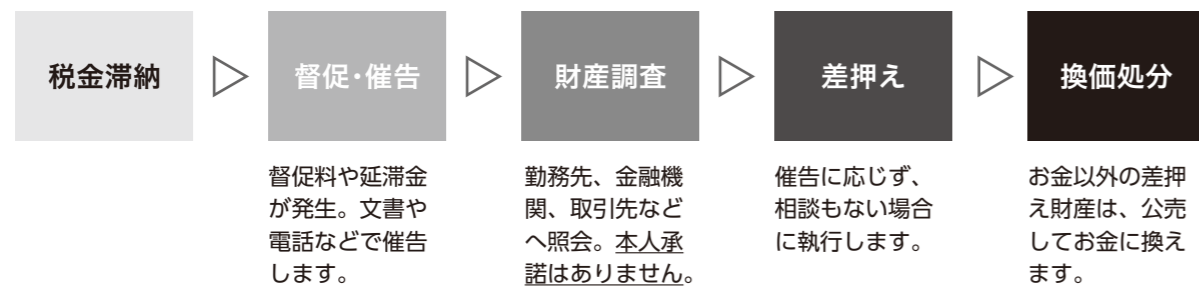 税金滞納
督促・催告
財産調査
差押え
換価処分
督促料や延滞金
が発生。文書や
電話などで催告
します。
勤務先、金融機
関、取引先など
へ照会。本人承
諾はありません。
催告に応じず、
相談もない場合
に執行します。
お金以外の差押
え財産は、公売
してお金に換え
ます。